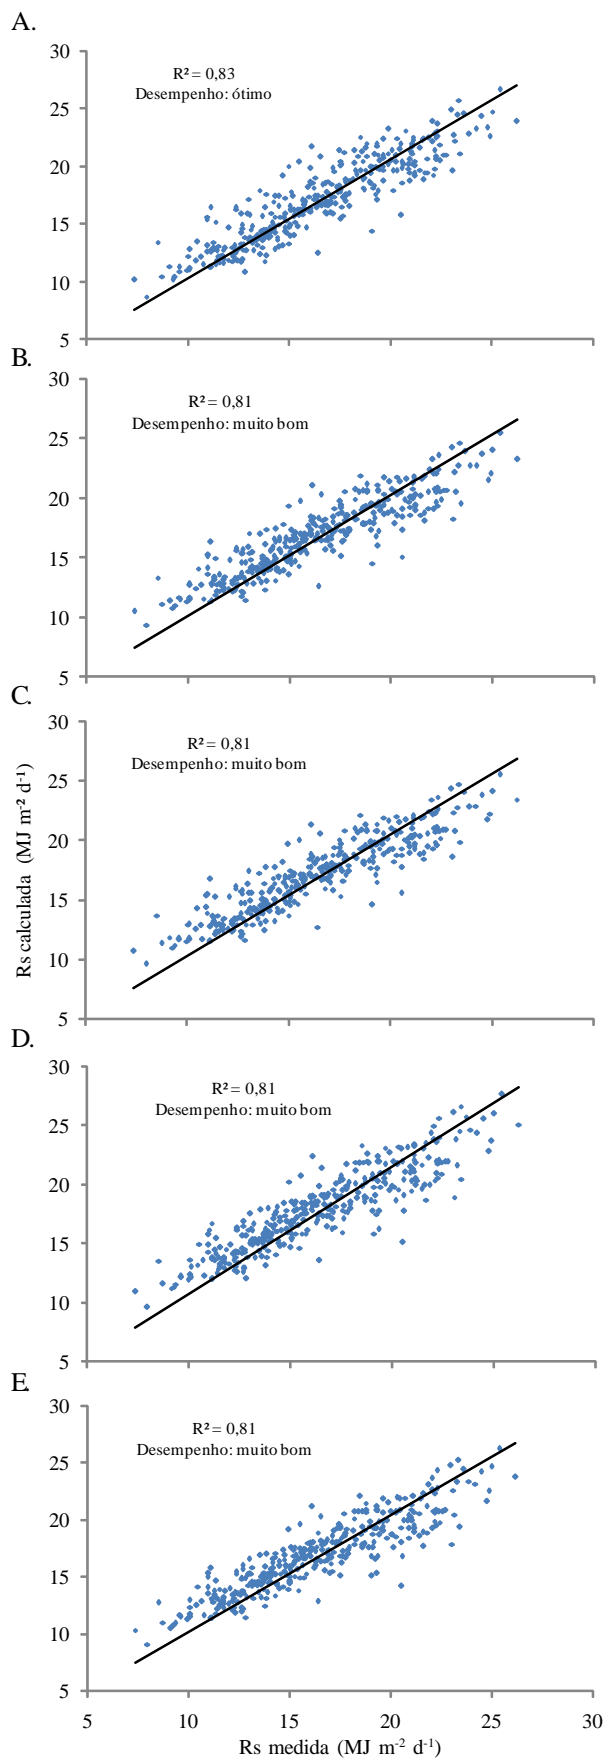 A.
R² = 0,83
Desempenho: ótimo
30
25
20
15
10
5
B.
R² = 0,81
Desempenho: muito bom
30
25
20
15
10
5
C.
R² = 0,81
Desempenho: muito bom
30
25
20
15
10
5
Rs calculada (MJ m⁻² d⁻¹)
D.
R² = 0,81
Desempenho: muito bom
30
25
20
15
10
5
E.
R² = 0,81
Desempenho: muito bom
30
25
20
15
10
5
5 10 15 20 25 30
Rs medida (MJ m⁻² d⁻¹)